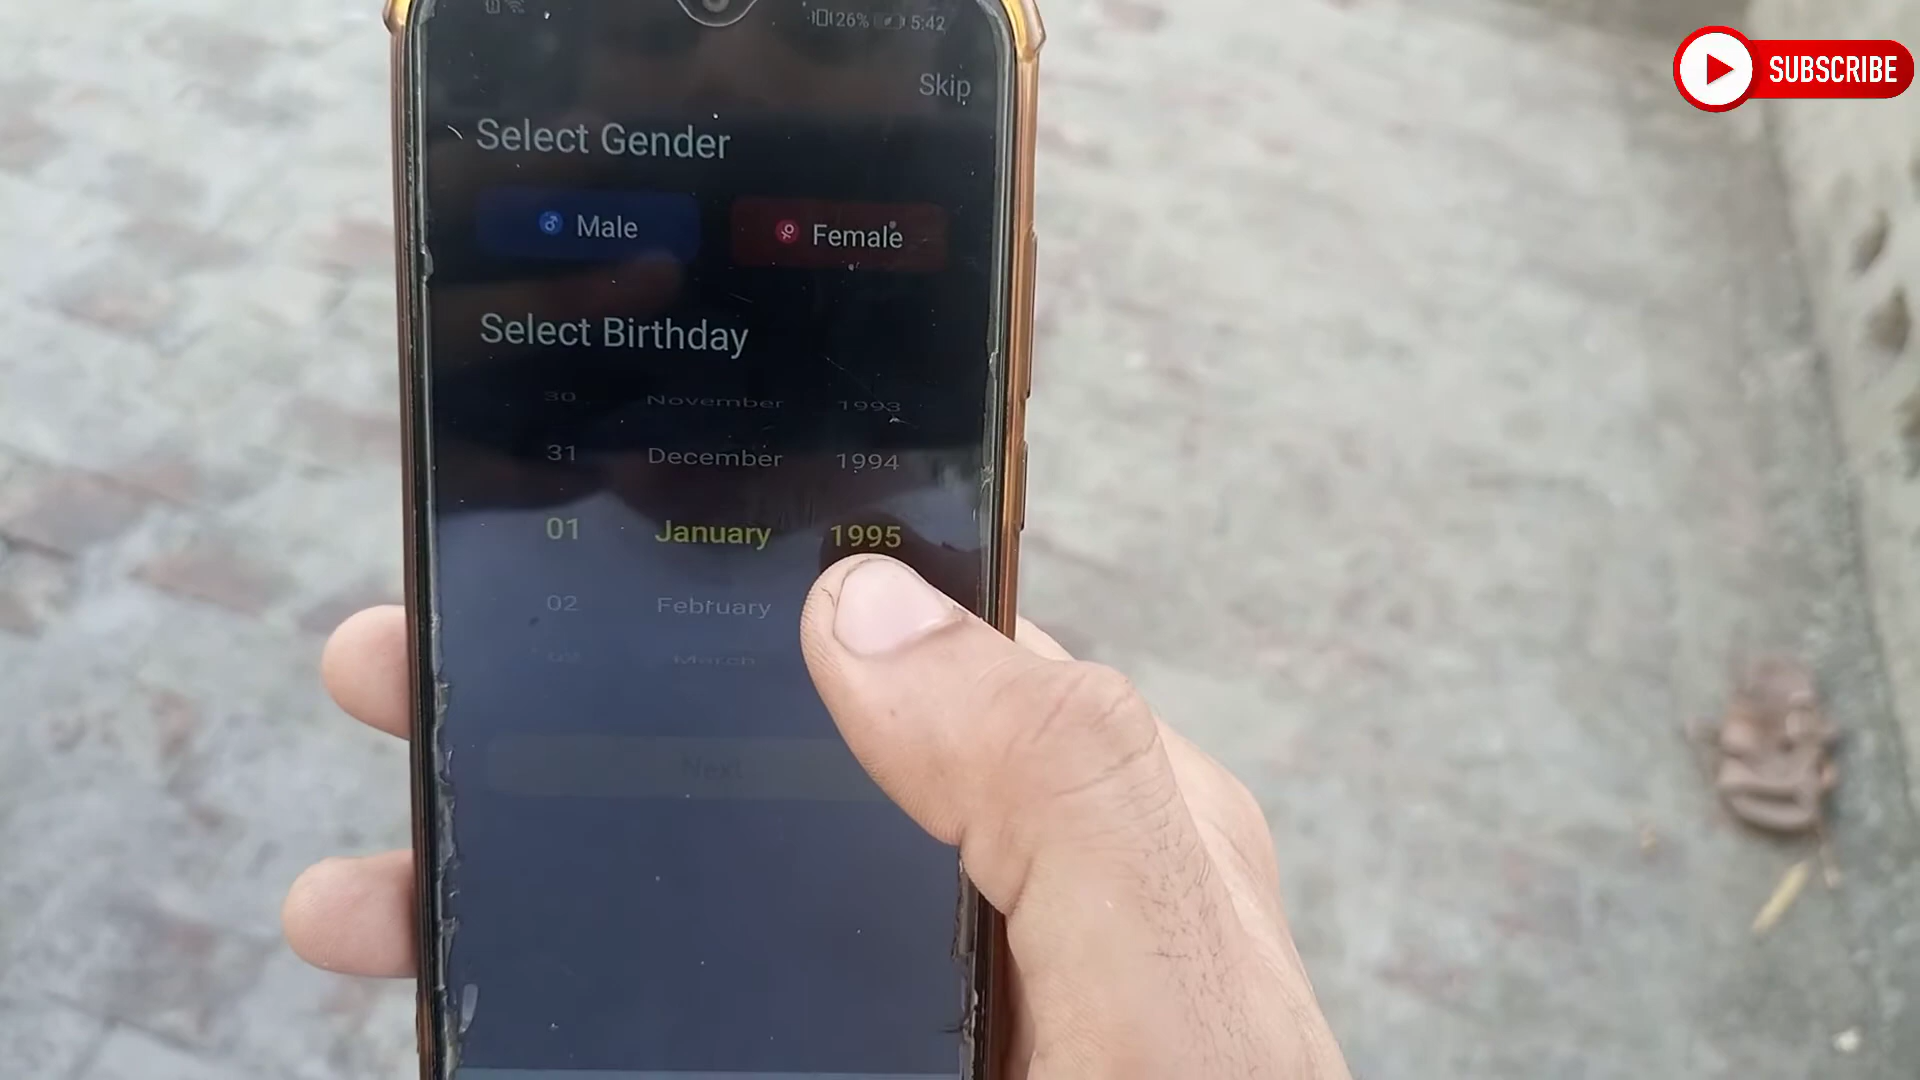 26% 5:42
SUBSCRIBE
Skip
Select Gender
Male Female
Select Birthday
30 November 1993
31 December 1994
01 January 1995
02 February
March
Next